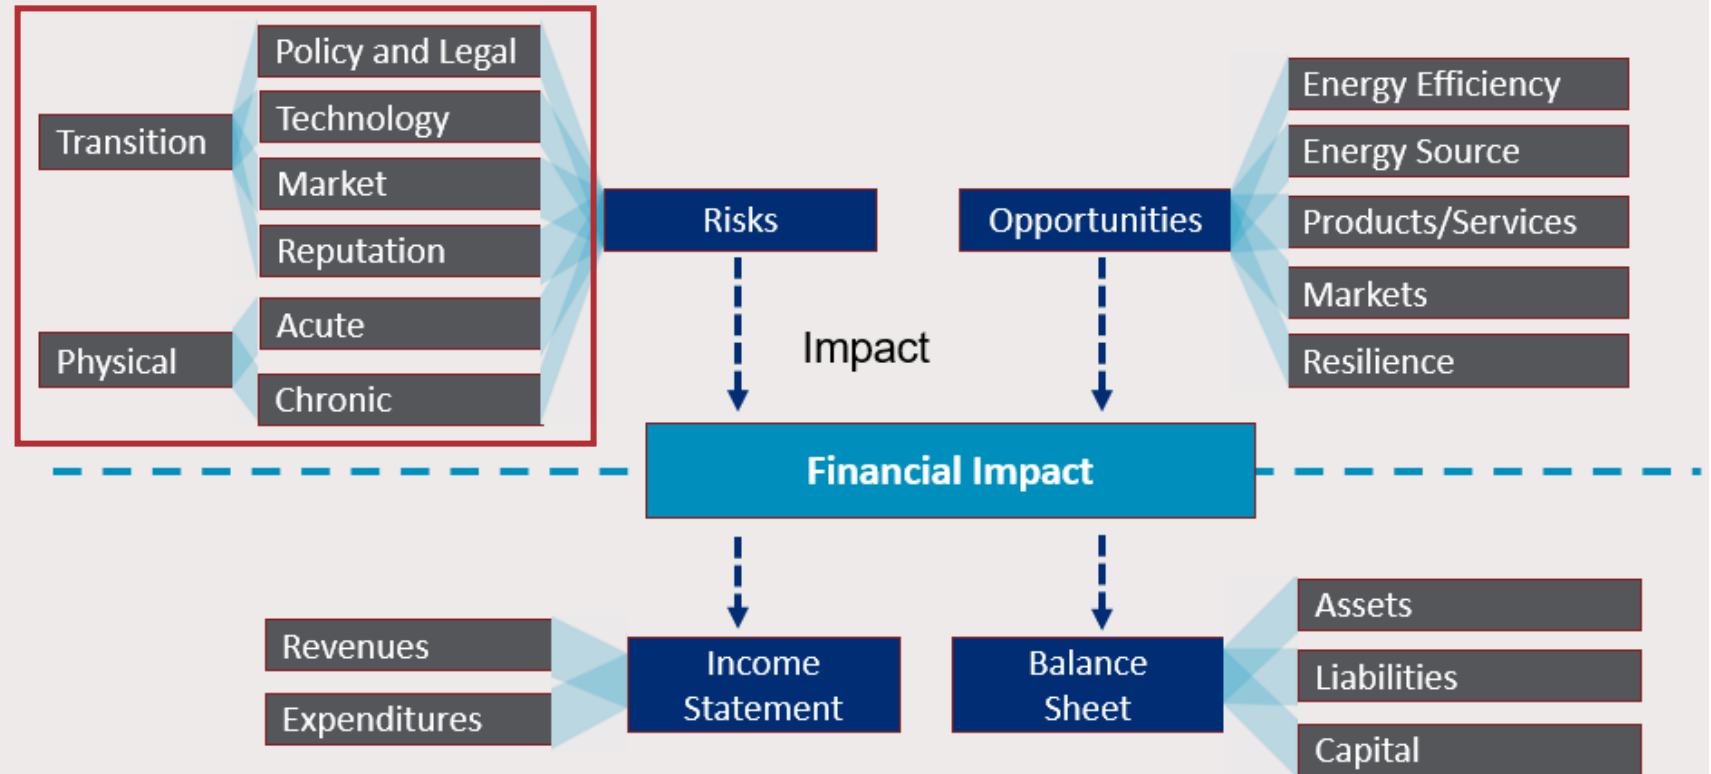 Policy and Legal
Technology
Transition
Market
Reputation
Acute
Physical
Chronic
Risks
Opportunities
Energy Efficiency
Energy Source
Products/Services
Markets
Resilience
Impact
Financial Impact
Revenues
Expenditures
Income
Statement
Balance
Sheet
Assets
Liabilities
Capital